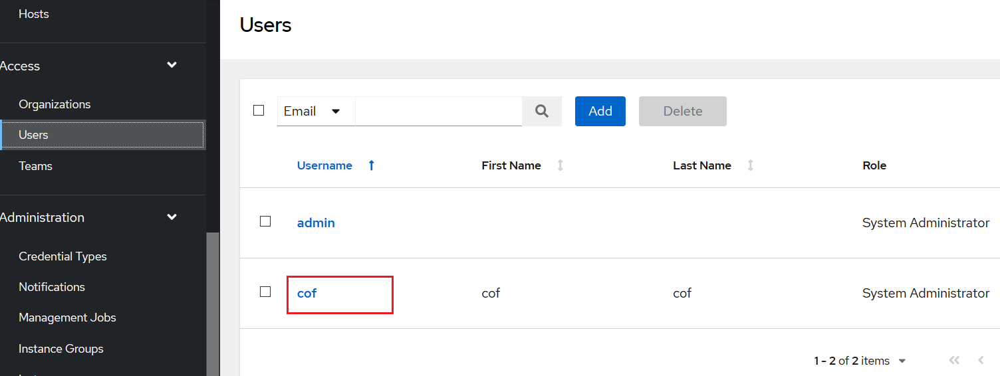 Hosts
Access
Organizations
Users
Teams
Administration
Credential Types
Notifications
Management Jobs
Instance Groups
Users
Email Add Delete
Username First Name Last Name Role
admin System Administrator
cof cof cof System Administrator
1 - 2 of 2 items